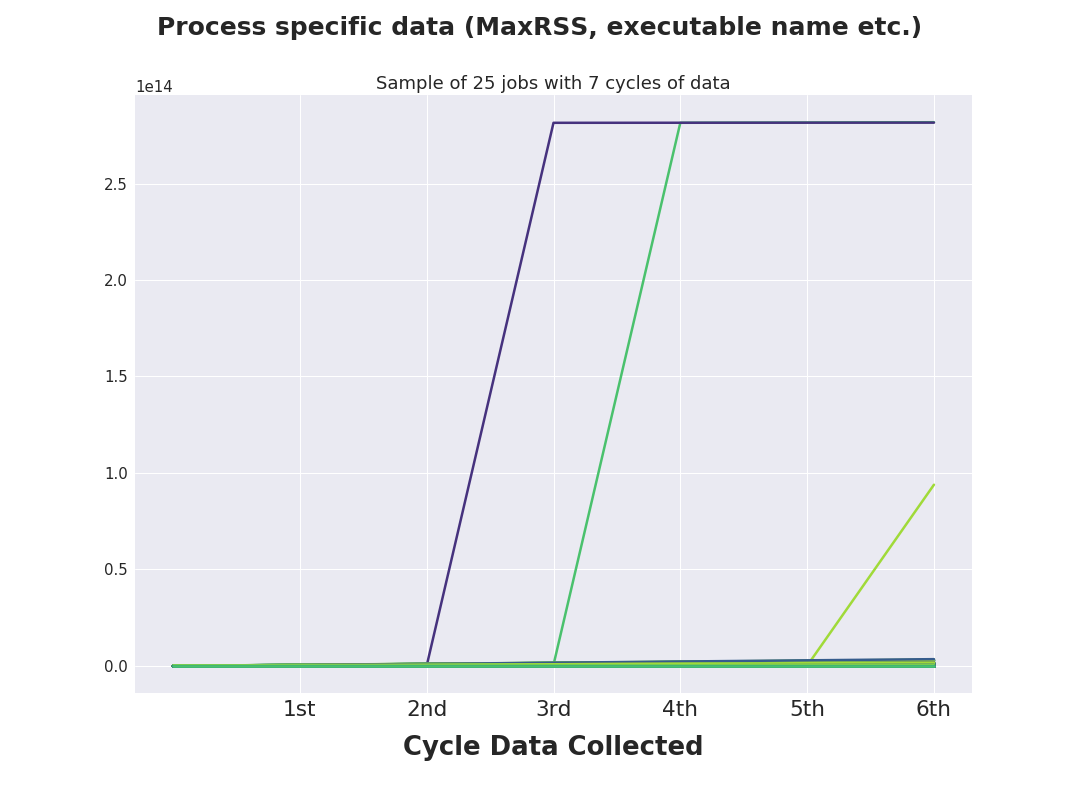 Process specific data (MaxRSS, executable name etc.)
Sample of 25 jobs with 7 cycles of data
1e14
2.5
2.0
1.5
1.0
0.5
0.0
1st 2nd 3rd 4th 5th 6th
Cycle Data Collected